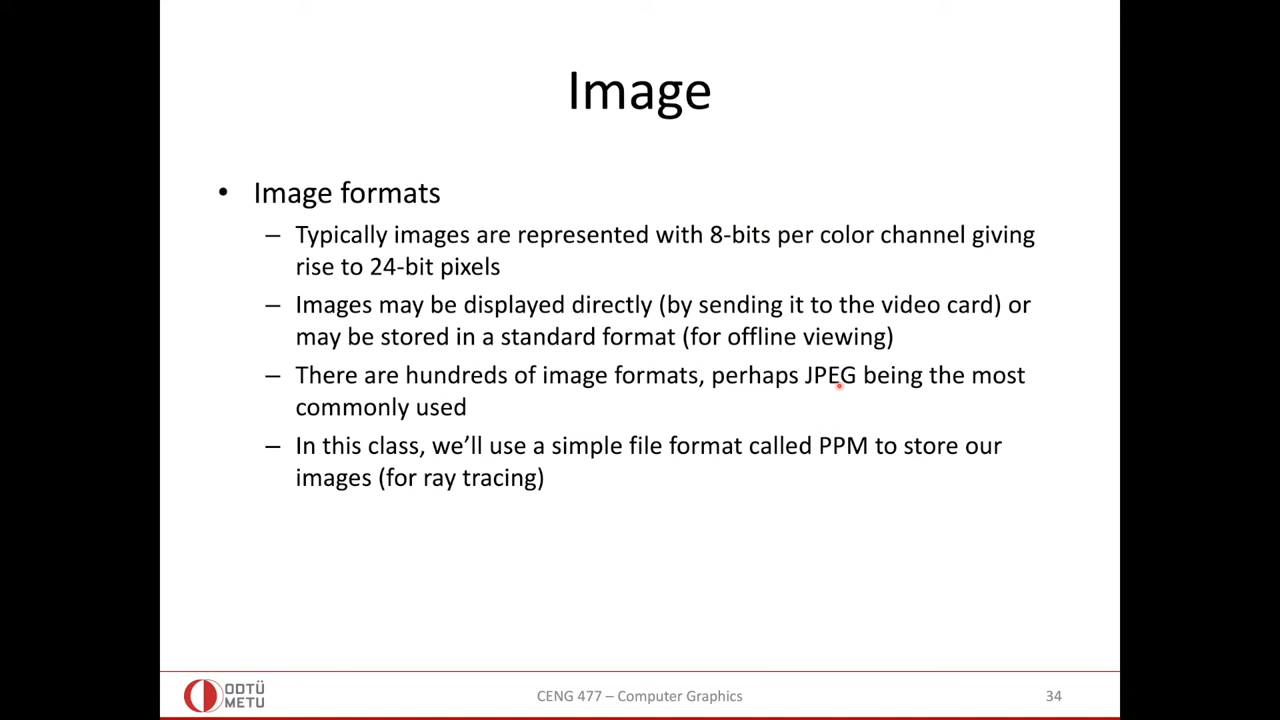 Image
• Image formats
– Typically images are represented with 8-bits per color channel giving
rise to 24-bit pixels
– Images may be displayed directly (by sending it to the video card) or
may be stored in a standard format (for offline viewing)
– There are hundreds of image formats, perhaps JPEG being the most
commonly used
– In this class, we’ll use a simple file format called PPM to store our
images (for ray tracing)
ODTÜ
METU
CENG 477 – Computer Graphics
34